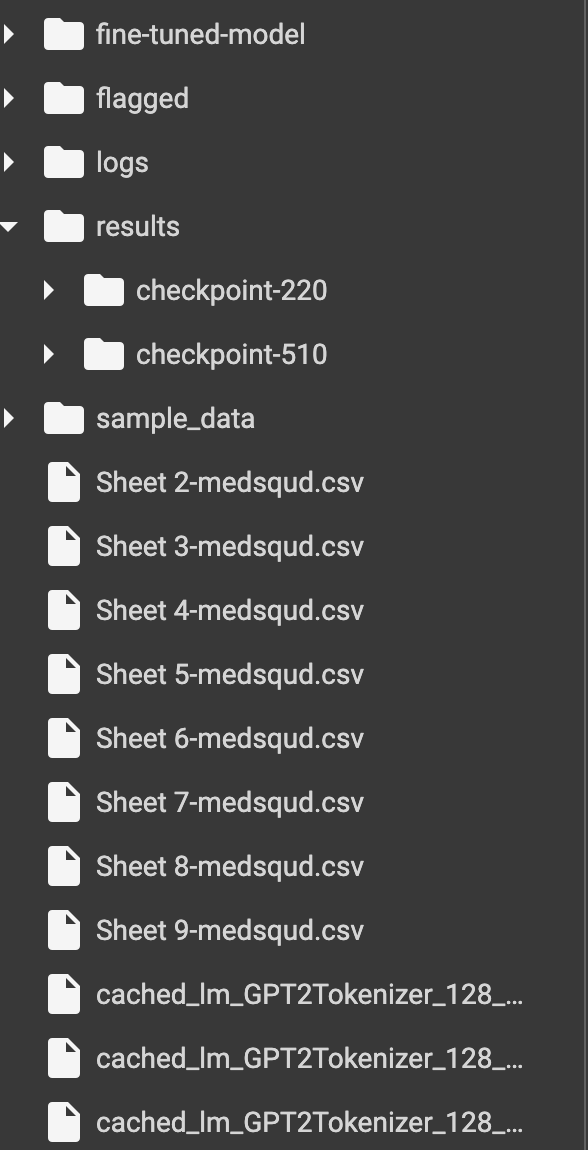 fine-tuned-model
flagged
logs
results
checkpoint-220
checkpoint-510
sample_data
Sheet 2-medsqud.csv
Sheet 3-medsqud.csv
Sheet 4-medsqud.csv
Sheet 5-medsqud.csv
Sheet 6-medsqud.csv
Sheet 7-medsqud.csv
Sheet 8-medsqud.csv
Sheet 9-medsqud.csv
cached_lm_GPT2Tokenizer_128_...
cached_lm_GPT2Tokenizer_128_...
cached_lm_GPT2Tokenizer_128_...